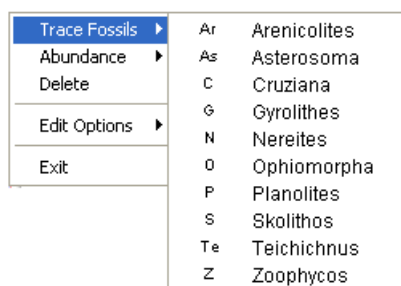 Trace Fossils
Abundance
Delete
Edit Options
Exit
Ar Arenicolites
As Asterosoma
C Cruziana
G Gyrolithes
N Nereites
O Ophiomorpha
P Planolites
S Skolithos
Te Teichichnus
Z Zoophycos